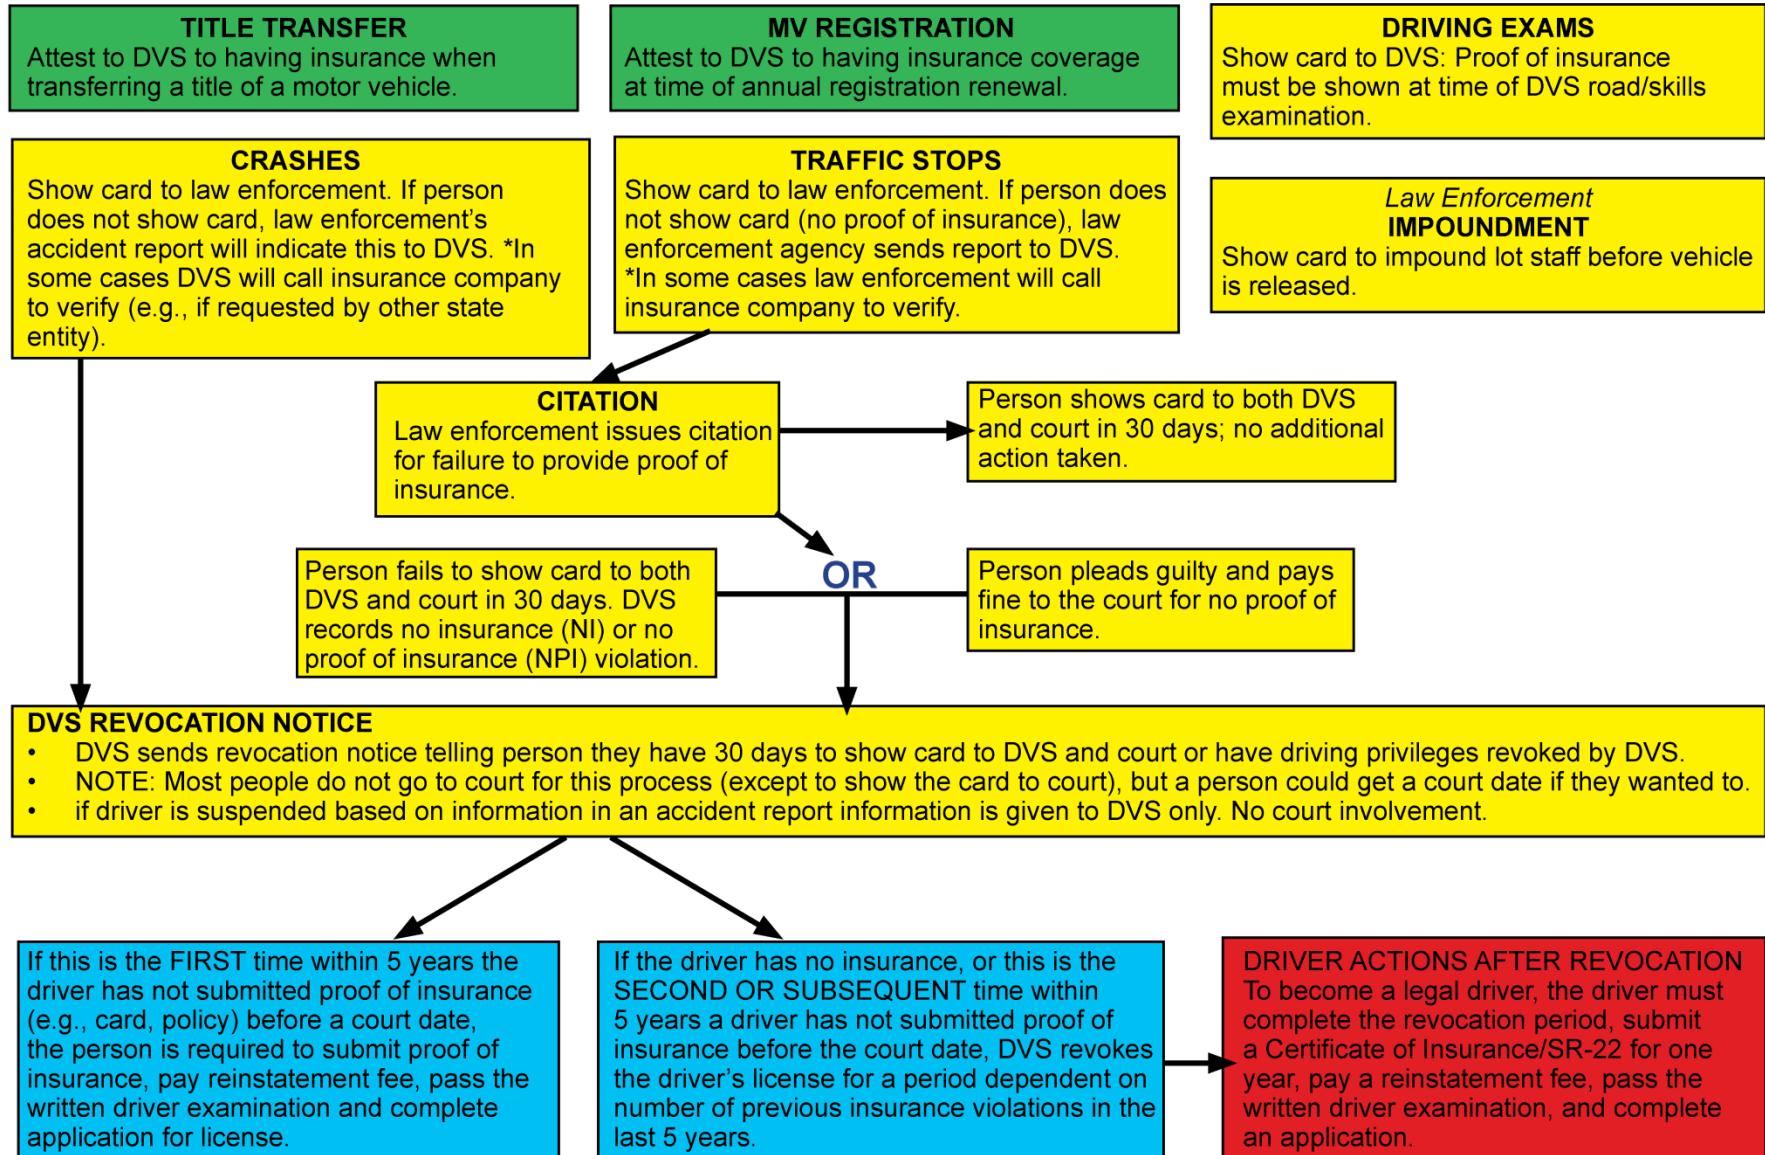 TITLE TRANSFER
Attest to DVS to having insurance when
transferring a title of a motor vehicle.
MV REGISTRATION
Attest to DVS to having insurance coverage
at time of annual registration renewal.
DRIVING EXAMS
Show card to DVS: Proof of insurance
must be shown at time of DVS road/skills
examination.
CRASHES
Show card to law enforcement. If person
does not show card, law enforcement’s
accident report will indicate this to DVS. *In
some cases DVS will call insurance company
to verify (e.g., if requested by other state
entity).
TRAFFIC STOPS
Show card to law enforcement. If person does
not show card (no proof of insurance), law
enforcement agency sends report to DVS.
*In some cases law enforcement will call
insurance company to verify.
Law Enforcement
IMPOUNDMENT
Show card to impound lot staff before vehicle
is released.
CITATION
Law enforcement issues citation
for failure to provide proof of
insurance.
Person shows card to both DVS
and court in 30 days; no additional
action taken.
Person fails to show card to both
DVS and court in 30 days. DVS
records no insurance (NI) or no
proof of insurance (NPI) violation.
OR
Person pleads guilty and pays
fine to the court for no proof of
insurance.
DVS REVOCATION NOTICE
• DVS sends revocation notice telling person they have 30 days to show card to DVS and court or have driving privileges revoked by DVS.
• NOTE: Most people do not go to court for this process (except to show the card to court), but a person could get a court date if they wanted to.
• if driver is suspended based on information in an accident report information is given to DVS only. No court involvement.
If this is the FIRST time within 5 years the
driver has not submitted proof of insurance
(e.g., card, policy) before a court date,
the person is required to submit proof of
insurance, pay reinstatement fee, pass the
written driver examination and complete
application for license.
If the driver has no insurance, or this is the
SECOND OR SUBSEQUENT time within
5 years a driver has not submitted proof of
insurance before the court date, DVS revokes
the driver’s license for a period dependent on
number of previous insurance violations in the
last 5 years.
DRIVER ACTIONS AFTER REVOCATION
To become a legal driver, the driver must
complete the revocation period, submit
a Certificate of Insurance/SR-22 for one
year, pay a reinstatement fee, pass the
written driver examination, and complete
an application.